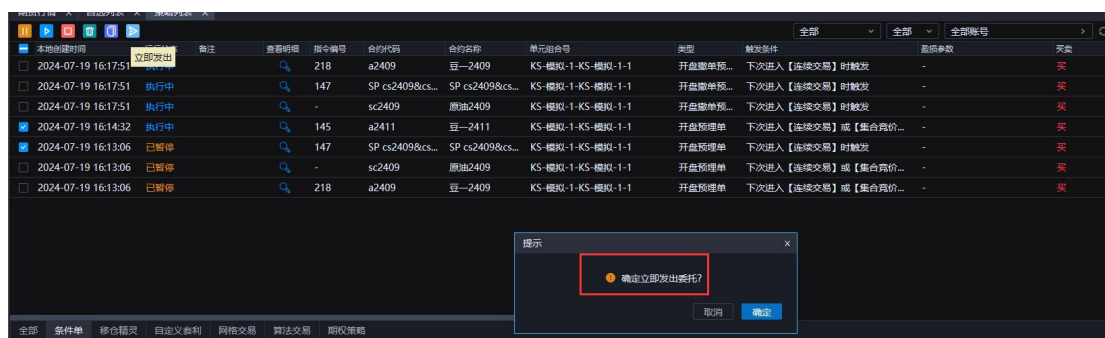 期货行情 × 自选列表 × 策略列表 ×
全部 全部 全部账号
本地创建时间 备注 查看明细 指令编号 合约代码 合约名称 单元组合号 类型 触发条件 盈损参数 买卖
立即发出
2024-07-19 16:17:51 执行中 218 a2409 豆一2409 KS-模拟-1-KS-模拟-1-1 开盘撤单预... 下次进入【连续交易】时触发 - 买
2024-07-19 16:17:51 执行中 147 SP cs2409&cs... SP cs2409&cs... KS-模拟-1-KS-模拟-1-1 开盘撤单预... 下次进入【连续交易】时触发 - 买
2024-07-19 16:17:51 执行中 - sc2409 原油2409 KS-模拟-1-KS-模拟-1-1 开盘撤单预... 下次进入【连续交易】时触发 - 买
2024-07-19 16:14:32 执行中 145 a2411 豆一2411 KS-模拟-1-KS-模拟-1-1 开盘预埋单 下次进入【连续交易】或【集合竞价... - 买
2024-07-19 16:13:06 已暂停 147 SP cs2409&cs... SP cs2409&cs... KS-模拟-1-KS-模拟-1-1 开盘预埋单 下次进入【连续交易】时触发 - 买
2024-07-19 16:13:06 已暂停 - sc2409 原油2409 KS-模拟-1-KS-模拟-1-1 开盘预埋单 下次进入【连续交易】或【集合竞价... - 买
2024-07-19 16:13:06 已暂停 218 a2409 豆一2409 KS-模拟-1-KS-模拟-1-1 开盘预埋单 下次进入【连续交易】或【集合竞价... - 买
提示 ×
确定立即发出委托?
取消 确定
全部 条件单 移仓精灵 自定义套利 网格交易 算法交易 期权策略